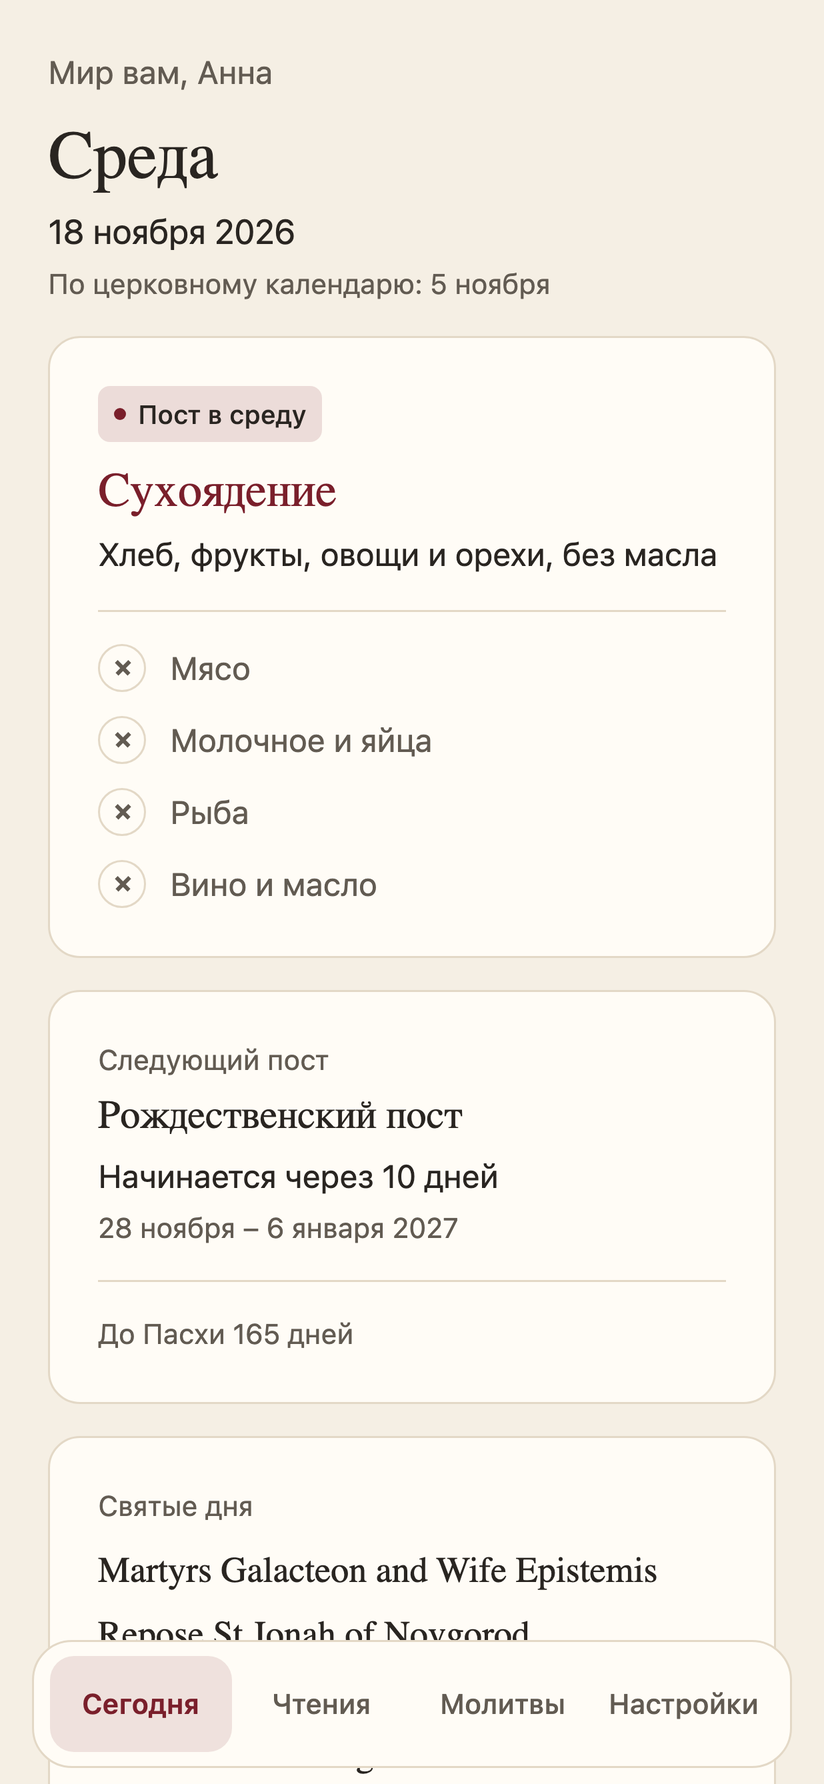 Мир вам, Анна
Среда
18 ноября 2026
По церковному календарю: 5 ноября
Пост в среду
Сухоядение
Хлеб, фрукты, овощи и орехи, без масла
Мясо
Молочное и яйца
Рыба
Вино и масло
Следующий пост
Рождественский пост
Начинается через 10 дней
28 ноября – 6 января 2027
До Пасхи 165 дней
Святые дня
Martyrs Galacteon and Wife Epistemis
Repose St Jonah of Novgorod
Сегодня
Чтения
Молитвы
Настройки